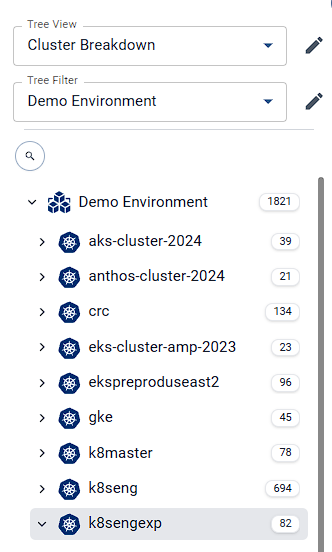 Tree View
Cluster Breakdown
Tree Filter
Demo Environment
Demo Environment 1821
aks-cluster-2024 39
anthos-cluster-2024 21
crc 134
eks-cluster-amp-2023 23
ekspreproduseast2 96
gke 45
k8master 78
k8seng 694
k8sengexp 82